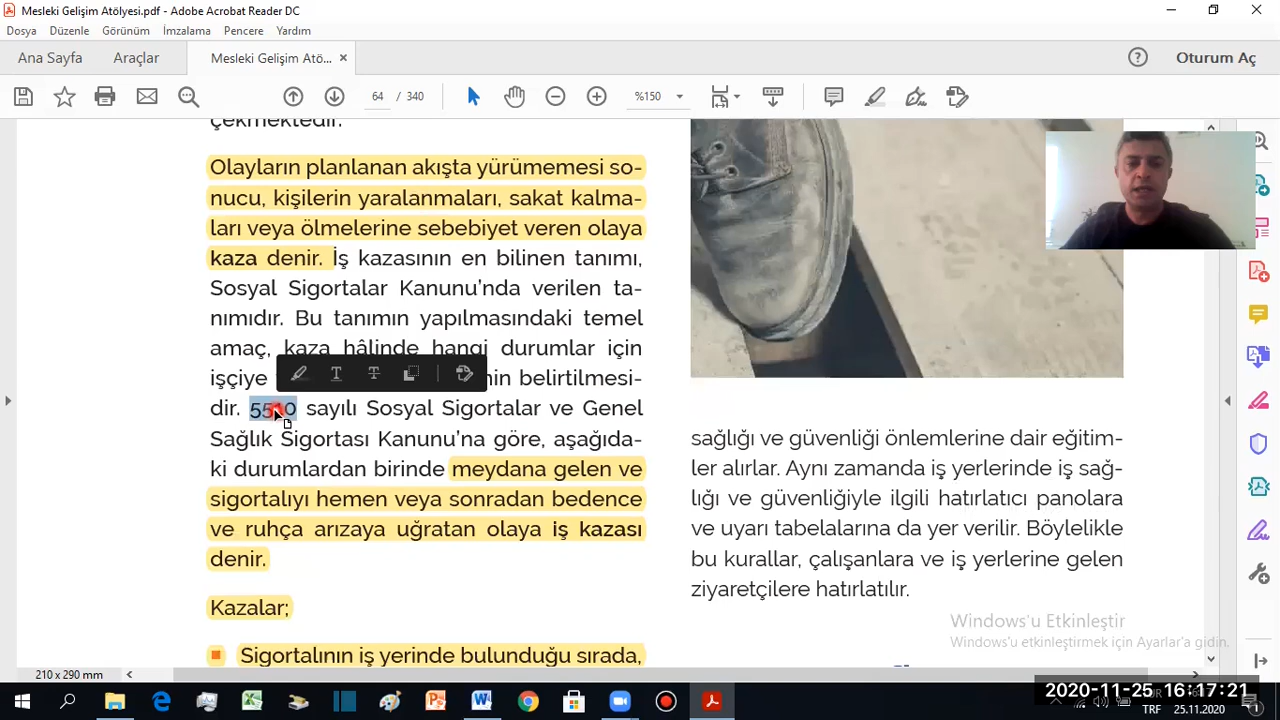 Mesleki Gelişim Atölyesi.pdf - Adobe Acrobat Reader DC
Dosya Düzenle Görünüm İmzalama Pencere Yardım
Ana Sayfa Araçlar Mesleki Gelişim Atö... × Oturum Aç
64 / 340 %150
çekmektedir.
Olayların planlanan akışta yürümemesi so-
nucu, kişilerin yaralanmaları, sakat kalma-
ları veya ölmelerine sebebiyet veren olaya
kaza denir. İş kazasının en bilinen tanımı,
Sosyal Sigortalar Kanunu'nda verilen ta-
nımıdır. Bu tanımın yapılmasındaki temel
amaç, kaza hâlinde hangi durumlar için
işçiye nin belirtilmesi-
dir. 5510 sayılı Sosyal Sigortalar ve Genel
Sağlık Sigortası Kanunu'na göre, aşağıda-
ki durumlardan birinde meydana gelen ve
sigortalıyı hemen veya sonradan bedence
ve ruhça arızaya uğratan olaya iş kazası
denir.
Kazalar;
Sigortalının iş yerinde bulunduğu sırada,
sağlığı ve güvenliği önlemlerine dair eğitim-
ler alırlar. Aynı zamanda iş yerlerinde iş sağ-
lığı ve güvenliğiyle ilgili hatırlatıcı panolara
ve uyarı tabelalarına da yer verilir. Böylelikle
bu kurallar, çalışanlara ve iş yerlerine gelen
ziyaretçilere hatırlatılır.
Windows'u Etkinleştir
Windows'u etkinleştirmek için Ayarlar'a gidin.
210 x 290 mm
2020-11-25 16:17:21
TRF 25.11.2020